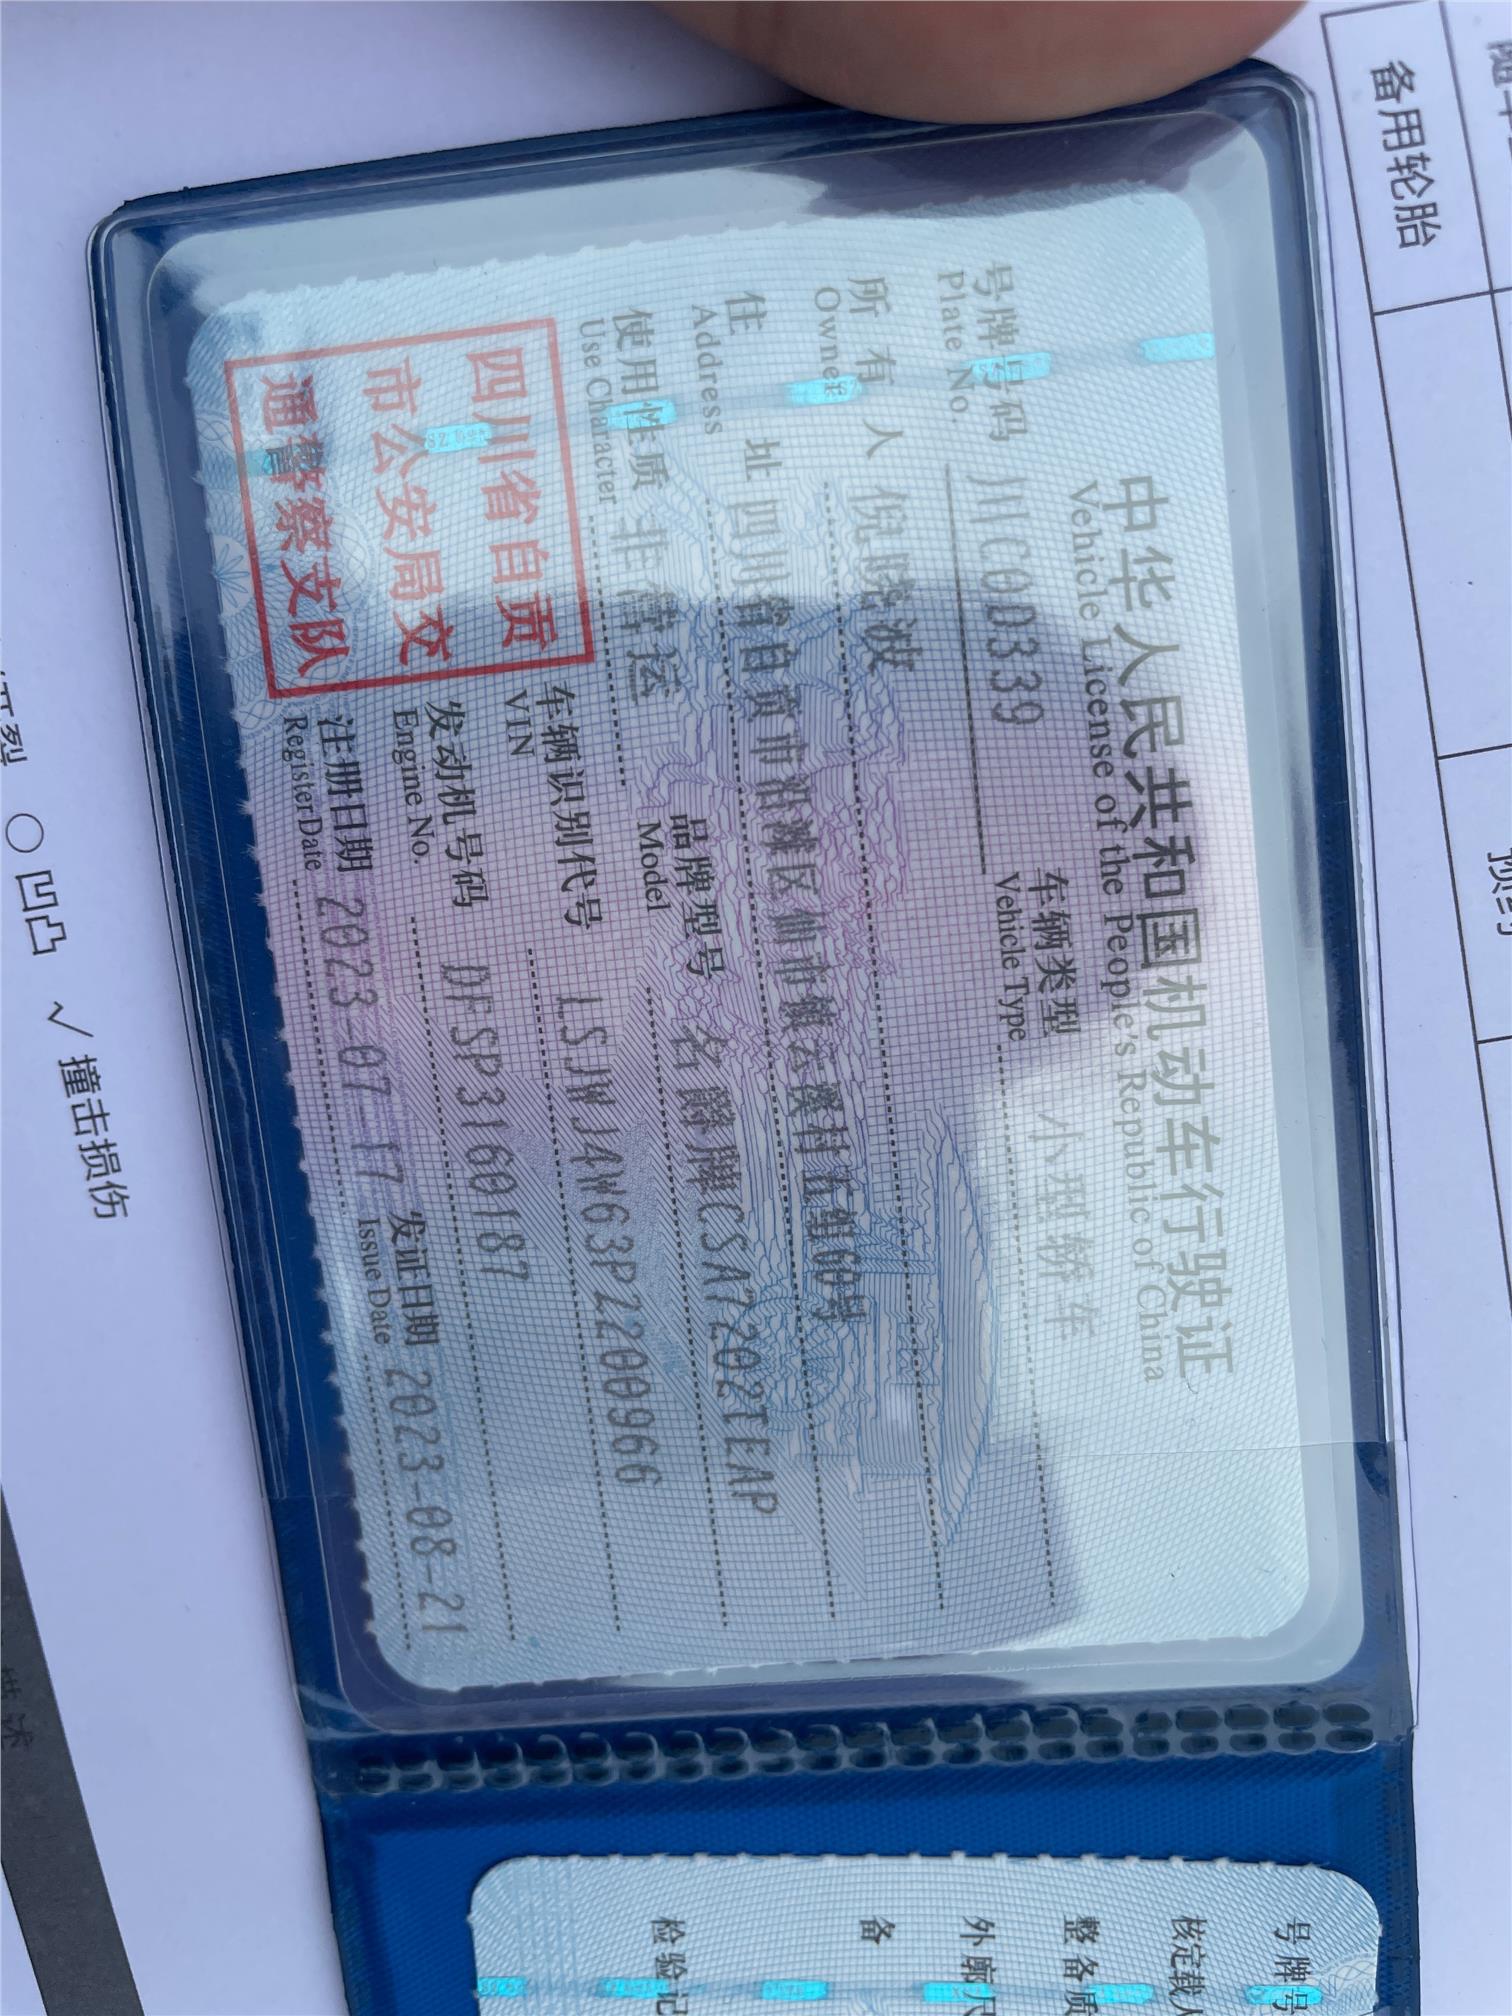 中华人民共和国机动车行驶证
Vehicle License of the People's Republic of China
号牌号码 川C0D339 车辆类型 小型轿车
Plate No. Vehicle Type
所有人 倪晓波
Owner
住址 四川省自贡市沿滩区仙市镇云溪村
Address
使用性质 非营运 品牌型号 名爵牌CSA7202TEAP
Use Character Model
车辆识别代号 LSJWJ4W63P2200966
VIN
发动机号码 DFSP3160187
Engine No.
注册日期 2023-07-17 发证日期 2023-08-21
Register Date Issue Date
四川省自贡
市公安局交
通警察支队
号牌号
核定载人
整备质
外廓尺
备
检验记
备用轮胎
凹凸
✓ 撞击损伤